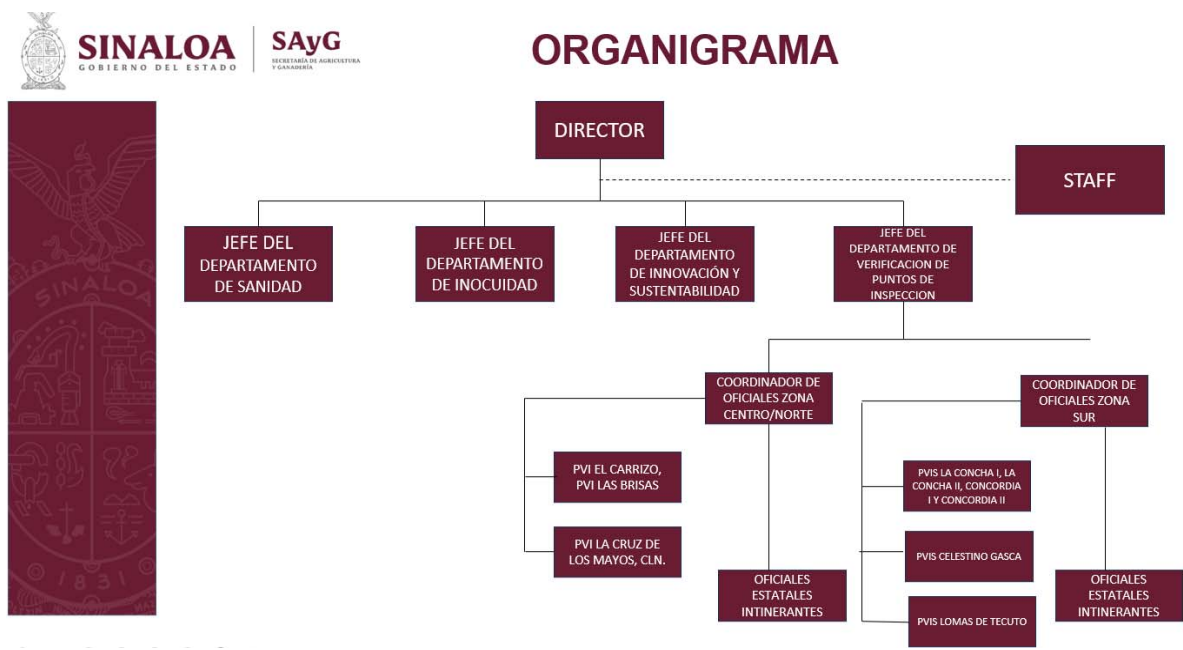 SINALOA
GOBIERNO DEL ESTADO
SAyG
SECRETARÍA DE AGRICULTURA
Y GANADERÍA
ORGANIGRAMA
DIRECTOR
STAFF
JEFE DEL
DEPARTAMENTO
DE SANIDAD
JEFE DEL
DEPARTAMENTO
DE INOCUIDAD
JEFE DEL
DEPARTAMENTO
DE INNOVACIÓN Y
SUSTENTABILIDAD
JEFE DEL
DEPARTAMENTO DE
VERIFICACION DE
PUNTOS DE
INSPECCION
COORDINADOR DE
OFICIALES ZONA
CENTRO/NORTE
COORDINADOR DE
OFICIALES ZONA
SUR
PVI EL CARRIZO,
PVI LAS BRISAS
PVI LA CRUZ DE
LOS MAYOS, CLN.
OFICIALES
ESTATALES
INTINERANTES
PVIS LA CONCHA I, LA
CONCHA II, CONCORDIA
I Y CONCORDIA II
PVIS CELESTINO GASCA
PVIS LOMAS DE TECUTO
OFICIALES
ESTATALES
INTINERANTES
SINALOA
1831